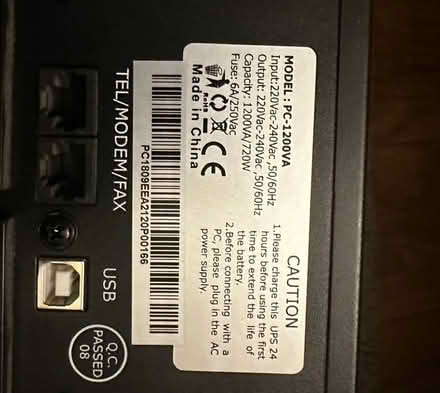 MODEL : PC-1200VA
Input:220Vac-240Vac ,50/60Hz
Output: 220Vac-240Vac ,50/60Hz
Capacity: 1200VA/720W
Fuse: 6A/250Vac
RoHS
Made in China
CAUTION
1.Please charge this UPS 24
hours before using the first
time to extend the life of
the battery.
2.Before connecting with a
PC, please plug in the AC
power supply.
PC1809EEA2120P00166
TEL/MODEM/FAX
USB
Q.C.
PASSED
08